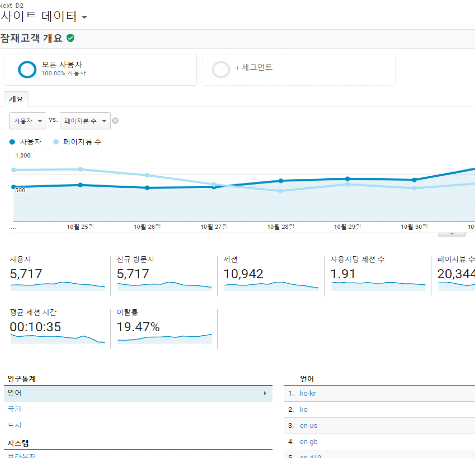 Next D2
사이트 데이터
잠재고객 개요
모든 사용자
100.00% 사용자
+ 세그먼트
개요
사용자 vs. 페이지뷰 수
사용자 페이지뷰 수
1,000
500
... 10월 25일 10월 26일 10월 27일 10월 28일 10월 29일 10월 30일 10
사용자 신규 방문자 세션 사용자당 세션 수 페이지뷰 수
5,717 5,717 10,942 1.91 20,344
평균 세션 시간 이탈률
00:10:35 19.47%
인구통계 언어
언어 1. ko-kr
국가 2. ko
도시 3. en-us
시스템 4. en-gb
브라우저 5. en-419